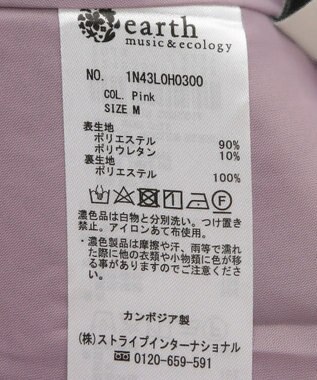 earth
music&ecology
NO. 1N43L0H0300
COL. Pink
SIZE M
表生地
ポリエステル 90%
ポリウレタン 10%
裏生地
ポリエステル 100%
濃色品は白物と分別洗い。つけ置き
禁止。アイロンあて布使用。
・濃色製品は摩擦や汗、雨等で濡れ
た際に他の衣類や小物類に色が移
る事がありますのでご注意くださ
い。
カンボジア製
(株)ストライプインターナショナル
0120-659-591